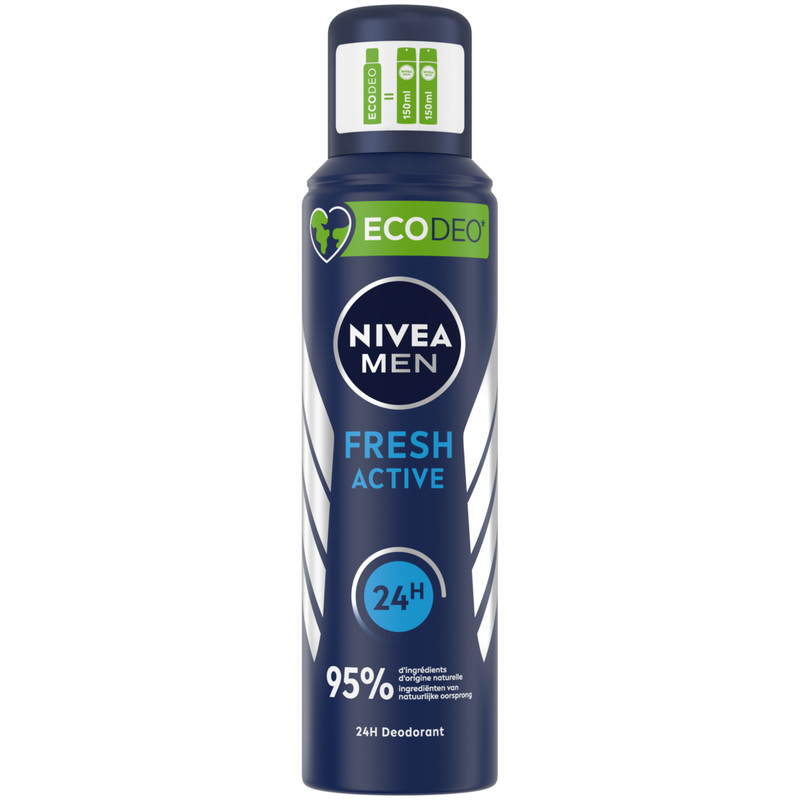 ECODEO
=
150ml
150ml
ECODEO*
NIVEA
MEN
FRESH
ACTIVE
24H
95%
d'ingrédients
d'origine naturelle
ingrediënten van
natuurlijke oorsprong
24H Deodorant